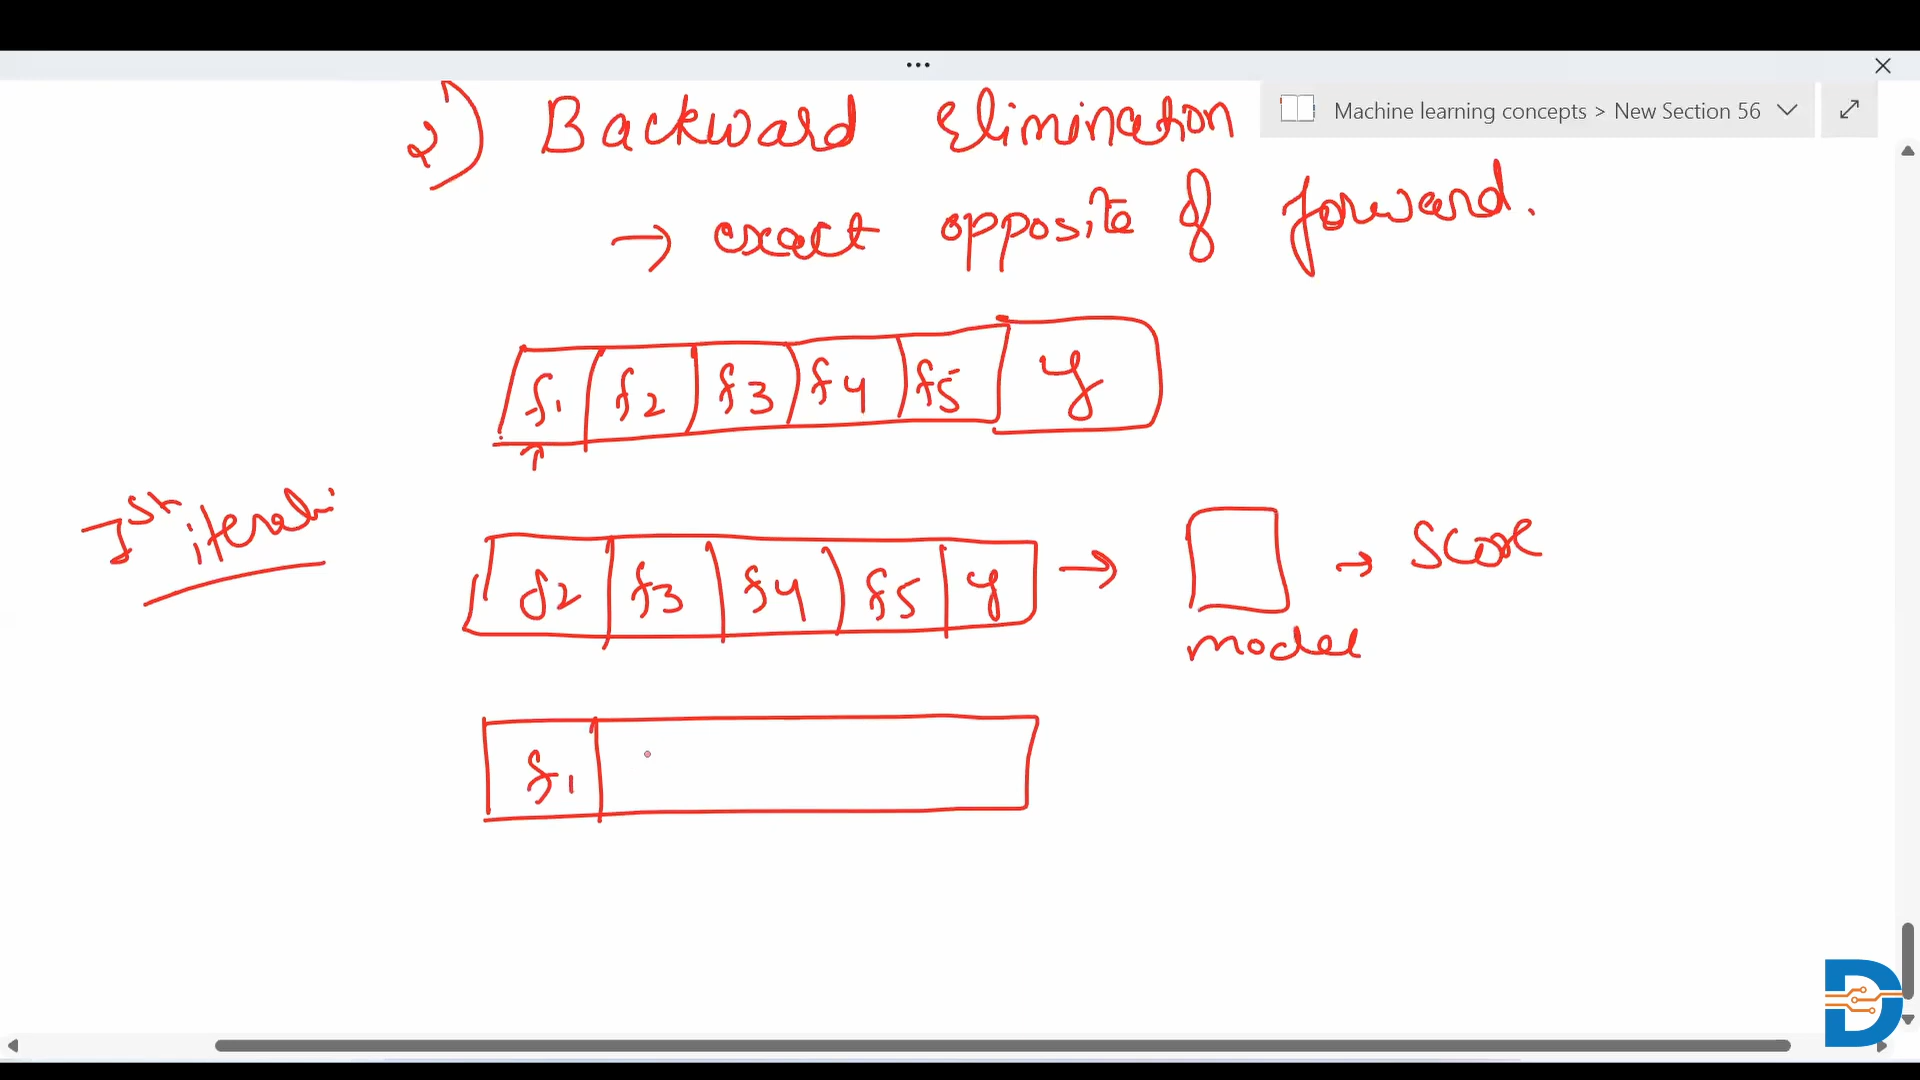 ...
Machine learning concepts > New Section 56
2) Backward Elimination
→ exact opposite of forward.
f1 f2 f3 f4 f5 y
1st iterati
f2 f3 f4 f5 y → → Score
model
f1